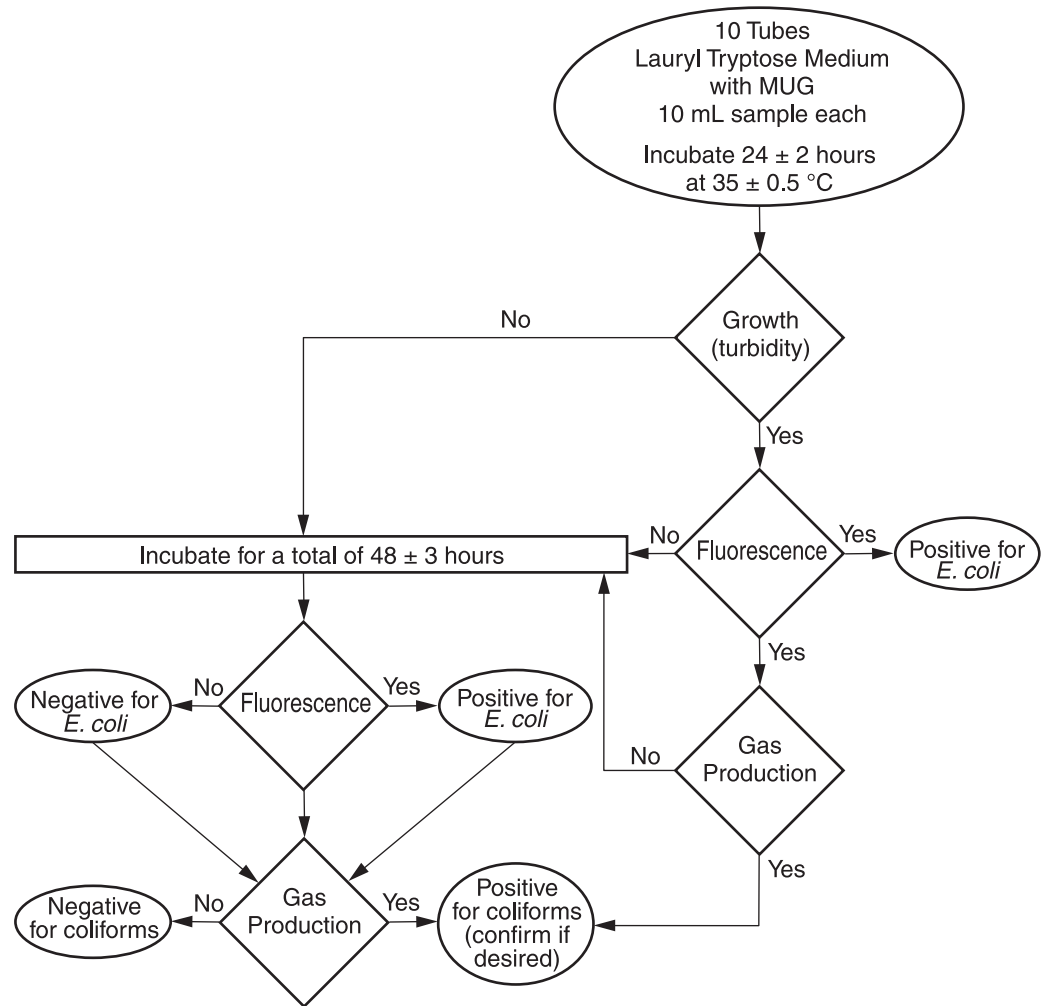 10 Tubes
Lauryl Tryptose Medium
with MUG
10 mL sample each
Incubate 24 ± 2 hours
at 35 ± 0.5 °C
Growth
(turbidity)
No
Yes
Fluorescence
No
Yes
Positive for
E. coli
Yes
Incubate for a total of 48 ± 3 hours
Gas
Production
No
Yes
Fluorescence
No
Yes
Negative for
E. coli
Positive for
E. coli
Gas
Production
No
Yes
Negative
for coliforms
Positive
for coliforms
(confirm if
desired)